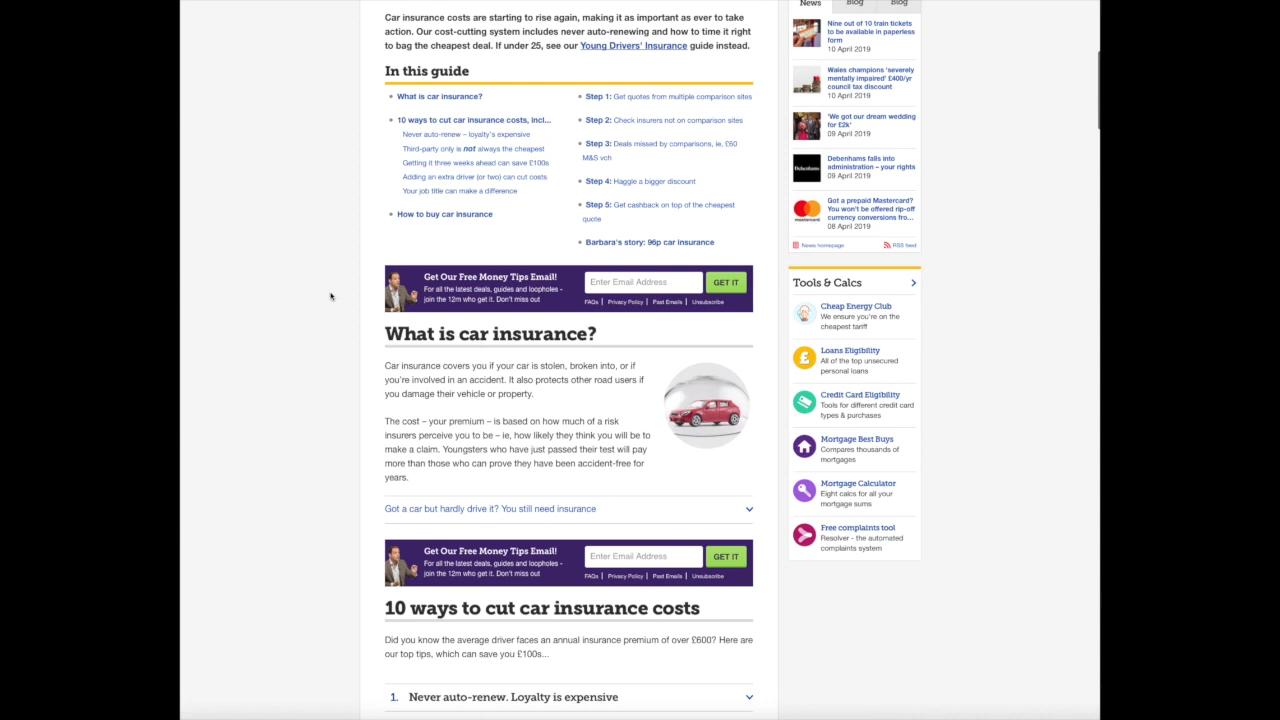 Car insurance costs are starting to rise again, making it as important as ever to take
action. Our cost-cutting system includes never auto-renewing and how to time it right
to bag the cheapest deal. If under 25, see our Young Drivers' Insurance guide instead.
In this guide
What is car insurance?
10 ways to cut car insurance costs, incl...
Never auto-renew – loyalty's expensive
Third-party only is not always the cheapest
Getting it three weeks ahead can save £100s
Adding an extra driver (or two) can cut costs
Your job title can make a difference
How to buy car insurance
Step 1: Get quotes from multiple comparison sites
Step 2: Check insurers not on comparison sites
Step 3: Deals missed by comparisons, ie, £60
M&S vch
Step 4: Haggle a bigger discount
Step 5: Get cashback on top of the cheapest
quote
Barbara's story: 96p car insurance
Get Our Free Money Tips Email!
For all the latest deals, guides and loopholes -
join the 12m who get it. Don't miss out
Enter Email Address
GET IT
FAQs | Privacy Policy | Past Emails | Unsubscribe
What is car insurance?
Car insurance covers you if your car is stolen, broken into, or if
you're involved in an accident. It also protects other road users if
you damage their vehicle or property.
The cost – your premium – is based on how much of a risk
insurers perceive you to be – ie, how likely they think you will be to
make a claim. Youngsters who have just passed their test will pay
more than those who can prove they have been accident-free for
years.
Got a car but hardly drive it? You still need insurance
Get Our Free Money Tips Email!
For all the latest deals, guides and loopholes -
join the 12m who get it. Don't miss out
Enter Email Address
GET IT
FAQs | Privacy Policy | Past Emails | Unsubscribe
10 ways to cut car insurance costs
Did you know the average driver faces an annual insurance premium of over £600? Here are
our top tips, which can save you £100s...
1. Never auto-renew. Loyalty is expensive
News
Blog
Blog
Nine out of 10 train tickets
to be available in paperless
form
10 April 2019
Wales champions 'severely
mentally impaired' £400/yr
council tax discount
10 April 2019
'We got our dream wedding
for £2k'
09 April 2019
Debenhams
Debenhams falls into
administration – your rights
09 April 2019
mastercard
Got a prepaid Mastercard?
You won't be offered rip-off
currency conversions fro...
08 April 2019
News homepage
RSS feed
Tools & Calcs
Cheap Energy Club
We ensure you're on the
cheapest tariff
£
Loans Eligibility
All of the top unsecured
personal loans
Credit Card Eligibility
Tools for different credit card
types & purchases
Mortgage Best Buys
Compares thousands of
mortgages
Mortgage Calculator
Eight calcs for all your
mortgage sums
Free complaints tool
Resolver - the automated
complaints system